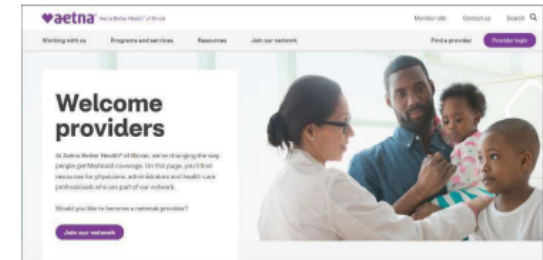 aetna Aetna Better Health® of Illinois
Member site Contact us Search
Working with us Programs and services Resources Join our network Find a provider Provider login
Welcome
providers
At Aetna Better Health® of Illinois, we're changing the way
people get Medicaid coverage. On this page, you'll find
resources for physicians, administrators and health care
professionals who are part of our network.
Would you like to become a network provider?
Join our network